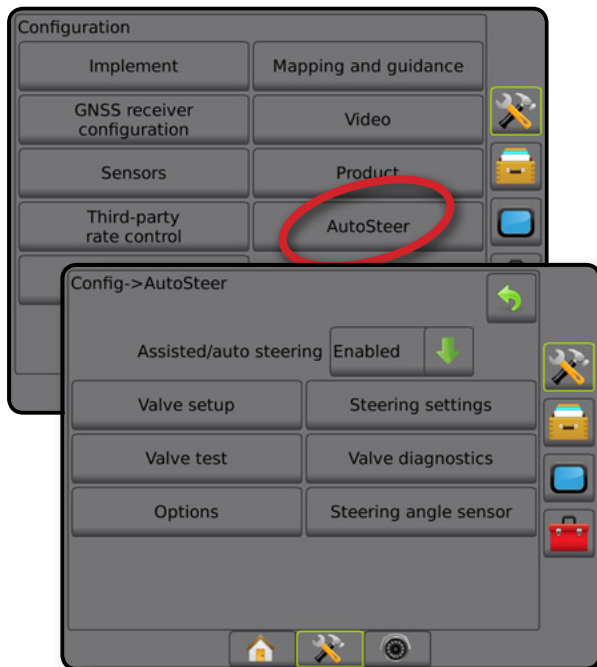 Configuration
Implement
Mapping and guidance
GNSS receiver
configuration
Video
Sensors
Product
Third-party
rate control
AutoSteer
Config->AutoSteer
Assisted/auto steering Enabled
Valve setup
Steering settings
Valve test
Valve diagnostics
Options
Steering angle sensor